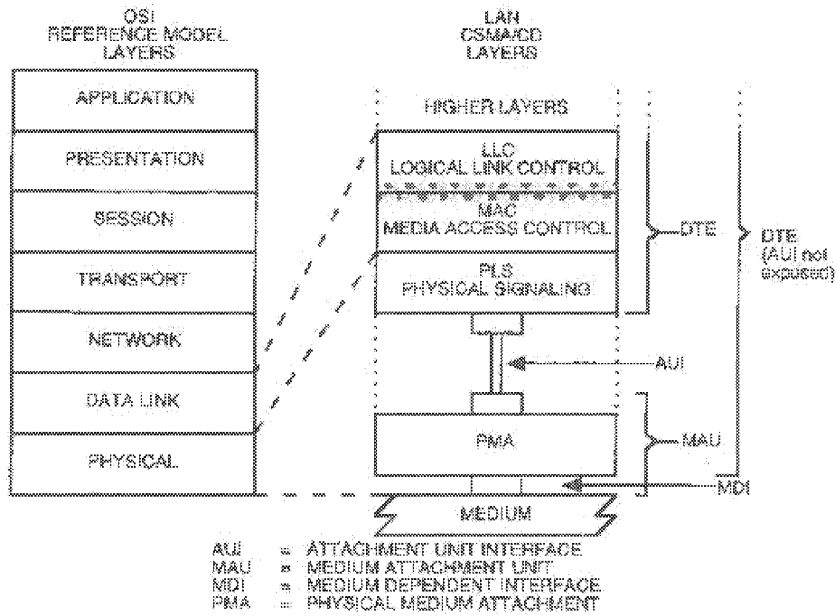 OSI
REFERENCE MODEL
LAYERS
APPLICATION
PRESENTATION
SESSION
TRANSPORT
NETWORK
DATA LINK
PHYSICAL
LAN
CSMA/CD
LAYERS
HIGHER LAYERS
LLC
LOGICAL LINK CONTROL
MAC
MEDIA ACCESS CONTROL
PLS
PHYSICAL SIGNALING
AUI
PMA
MDI
MEDIUM
DTE
MAU
DTE
(AUI not
exposed)
AUI = ATTACHMENT UNIT INTERFACE
MAU = MEDIUM ATTACHMENT UNIT
MDI = MEDIUM DEPENDENT INTERFACE
PMA = PHYSICAL MEDIUM ATTACHMENT